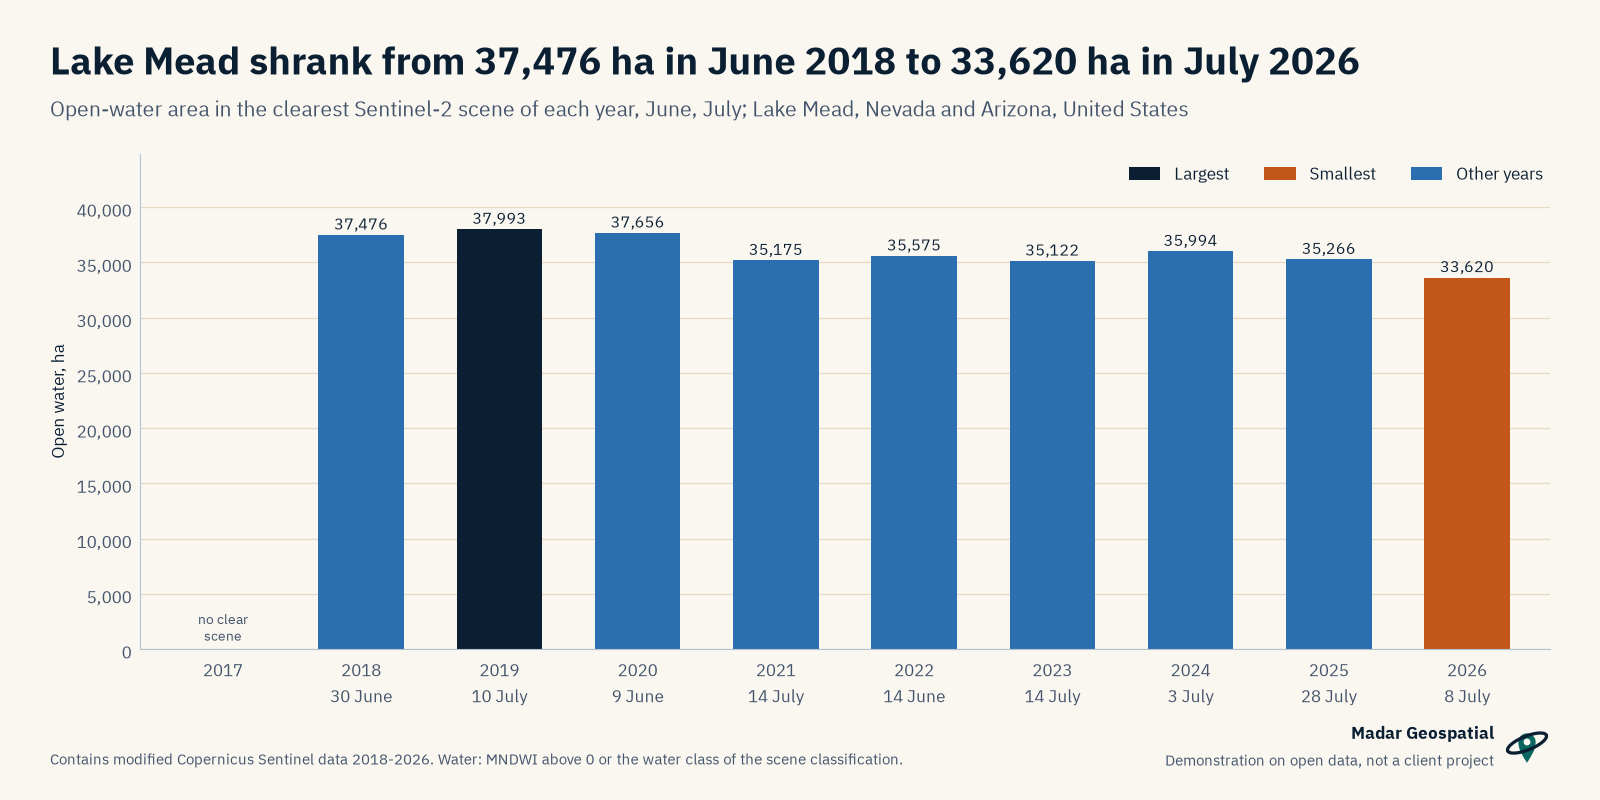 Lake Mead shrank from 37,476 ha in June 2018 to 33,620 ha in July 2026
Open-water area in the clearest Sentinel-2 scene of each year, June, July; Lake Mead, Nevada and Arizona, United States
Largest
Smallest
Other years
Open water, ha
40,000
35,000
30,000
25,000
20,000
15,000
10,000
5,000
0
no clear
scene
37,476
37,993
37,656
35,175
35,575
35,122
35,994
35,266
33,620
2017
2018
30 June
2019
10 July
2020
9 June
2021
14 July
2022
14 June
2023
14 July
2024
3 July
2025
28 July
2026
8 July
Contains modified Copernicus Sentinel data 2018-2026. Water: MNDWI above 0 or the water class of the scene classification.
Madar Geospatial
Demonstration on open data, not a client project